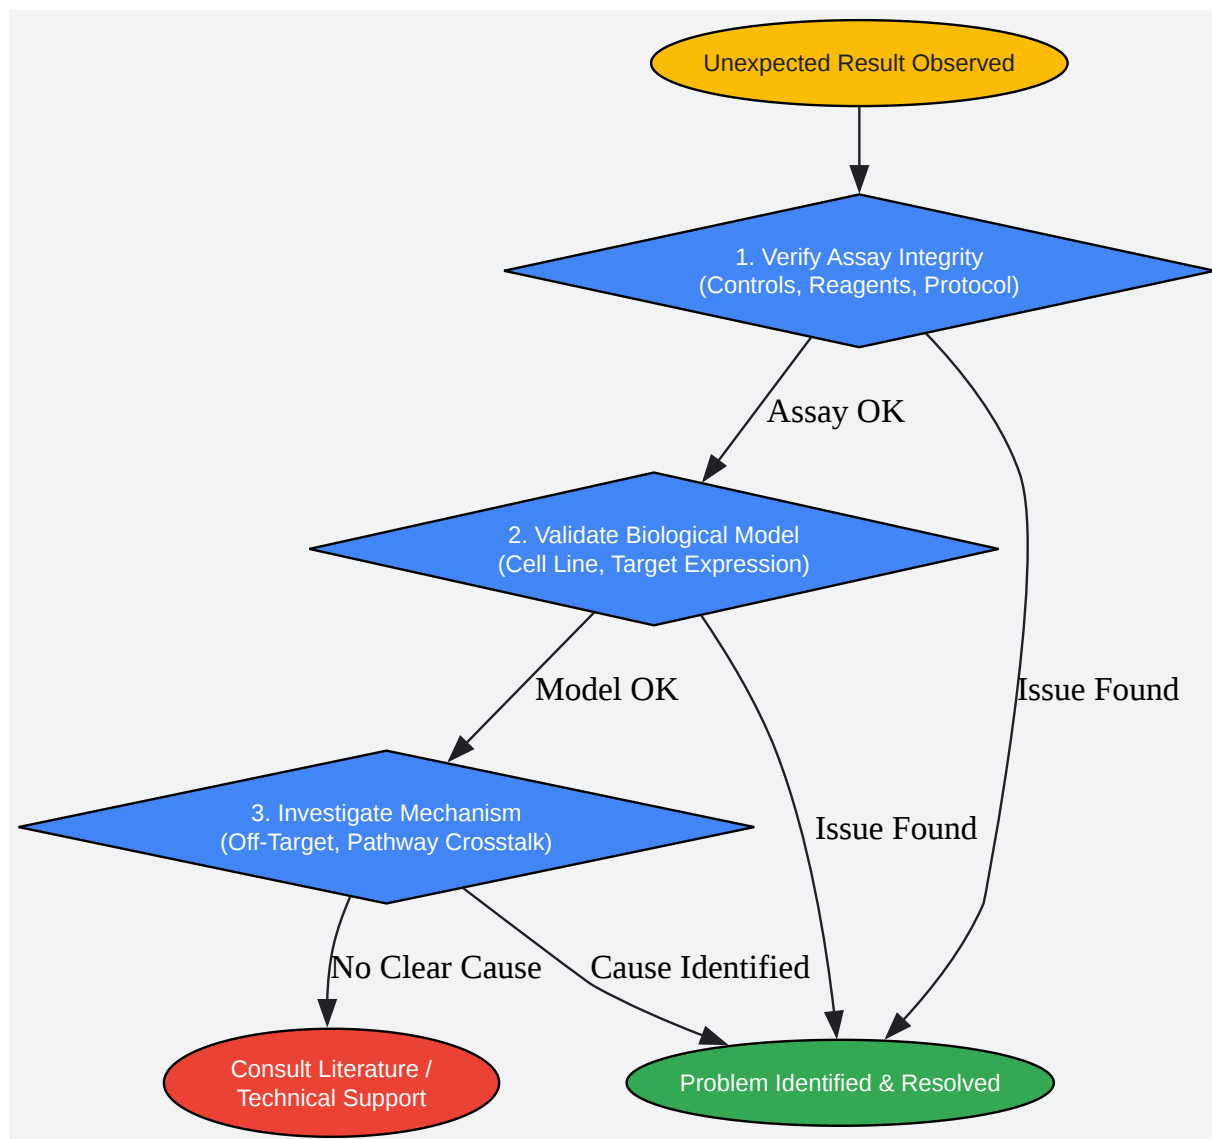 Unexpected Result Observed
1. Verify Assay Integrity
(Controls, Reagents, Protocol)
Assay OK
2. Validate Biological Model
(Cell Line, Target Expression)
Model OK
Issue Found
3. Investigate Mechanism
(Off-Target, Pathway Crosstalk)
Issue Found
No Clear Cause
Cause Identified
Consult Literature /
Technical Support
Problem Identified & Resolved